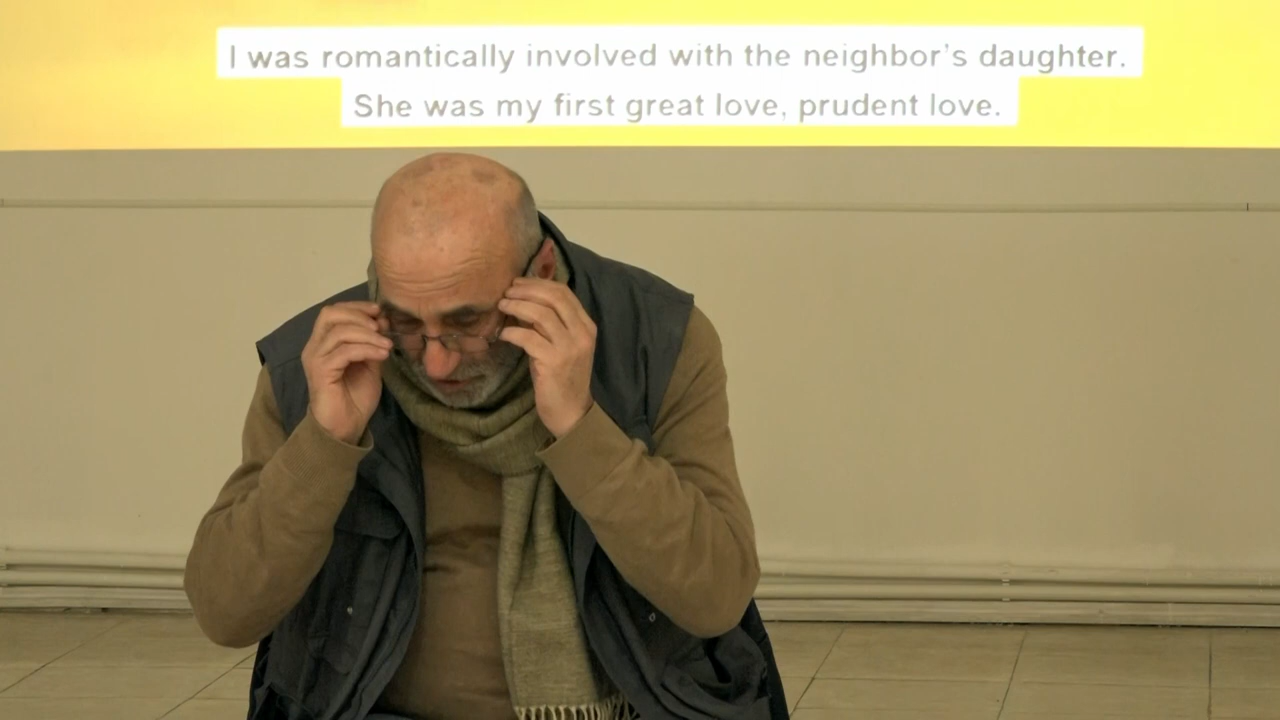 I was romantically involved with the neighbor’s daughter.
She was my first great love, prudent love.